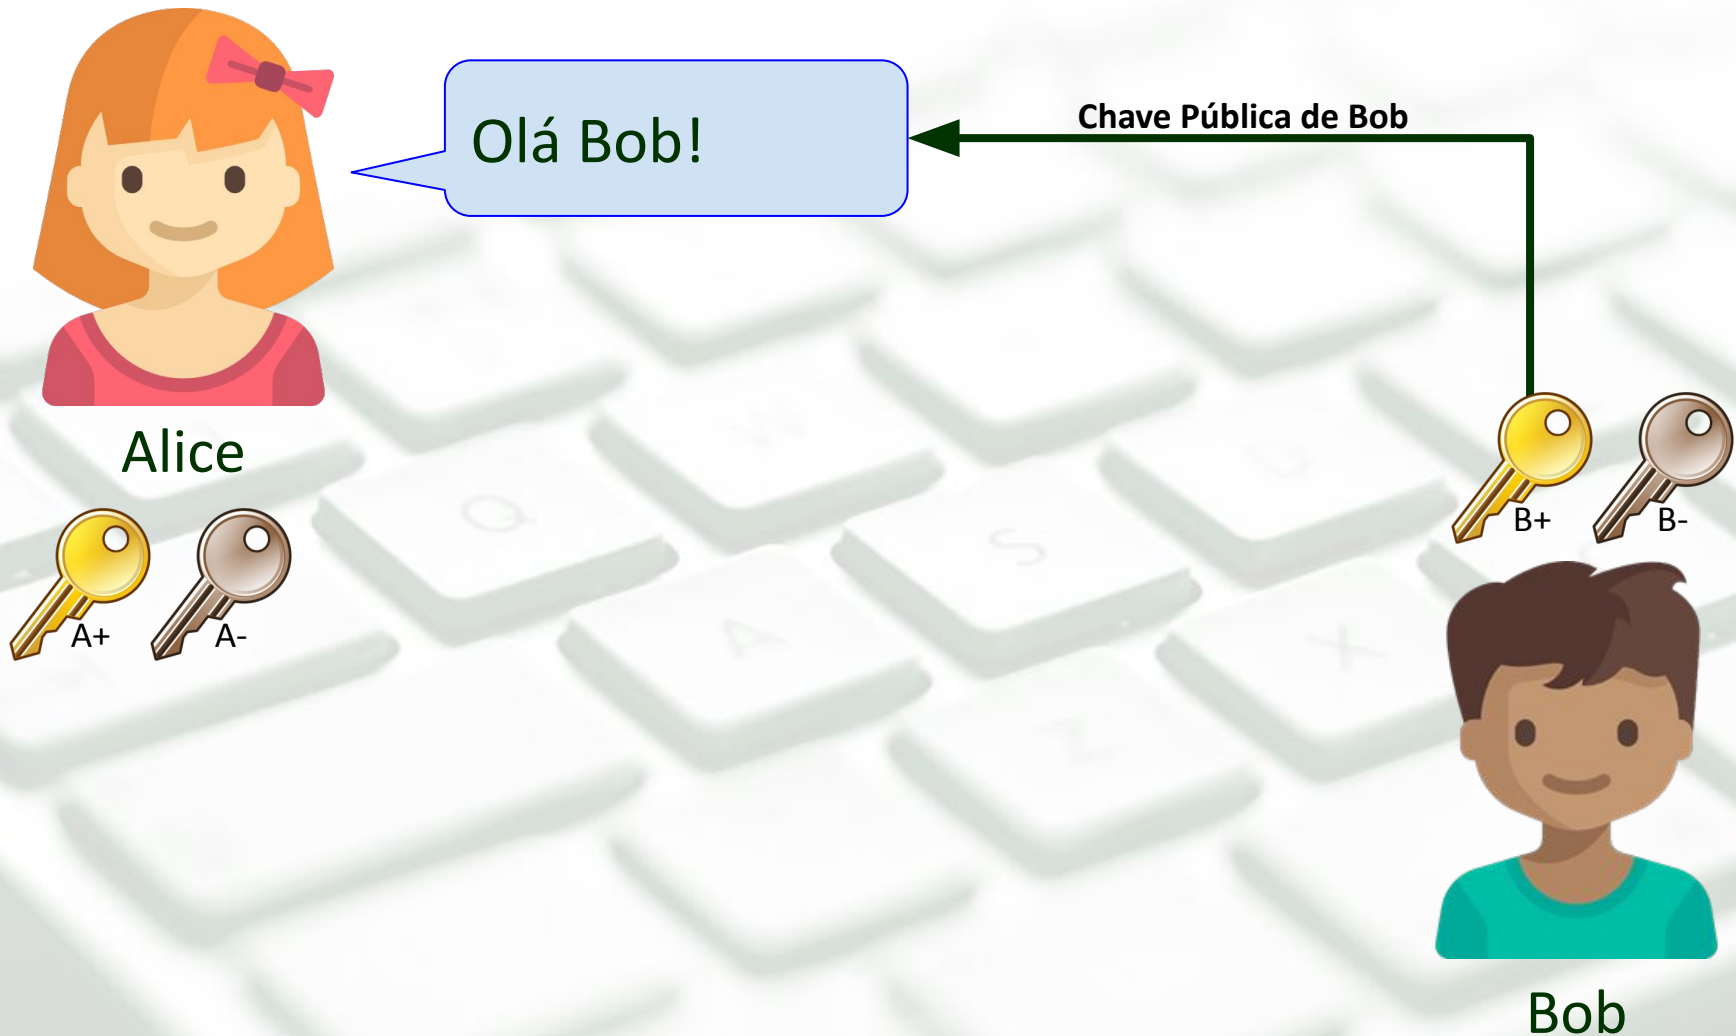 Olá Bob!
Chave Pública de Bob
Alice
A+
A-
B+
B-
Q
W
S
D
A
X
Z
Bob